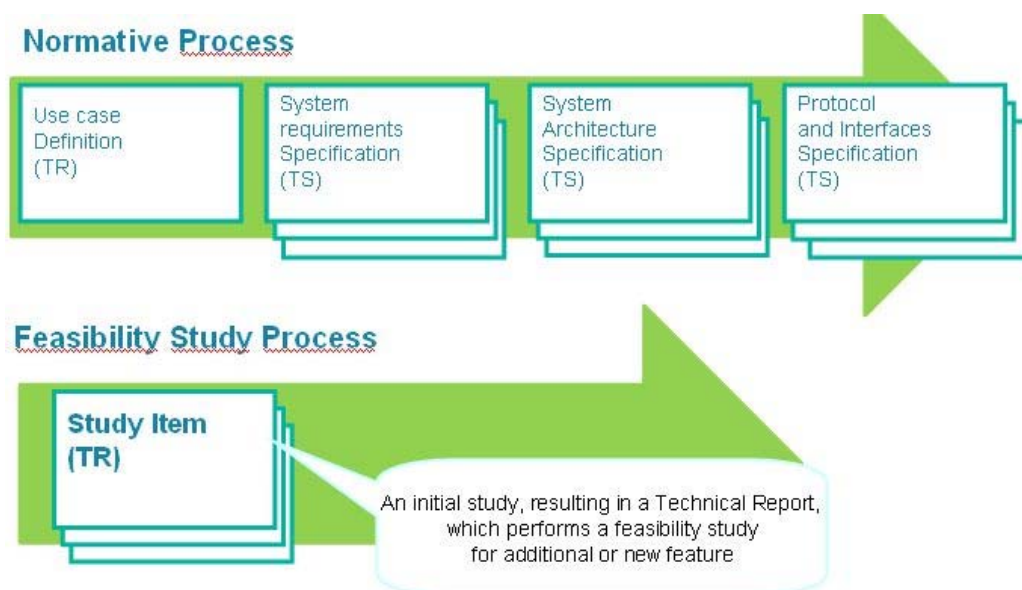 Normative Process
Use case
Definition
(TR)
System
requirements
Specification
(TS)
System
Architecture
Specification
(TS)
Protocol
and Interfaces
Specification
(TS)
Feasibility Study Process
Study Item
(TR)
An initial study, resulting in a Technical Report,
which performs a feasibility study
for additional or new feature